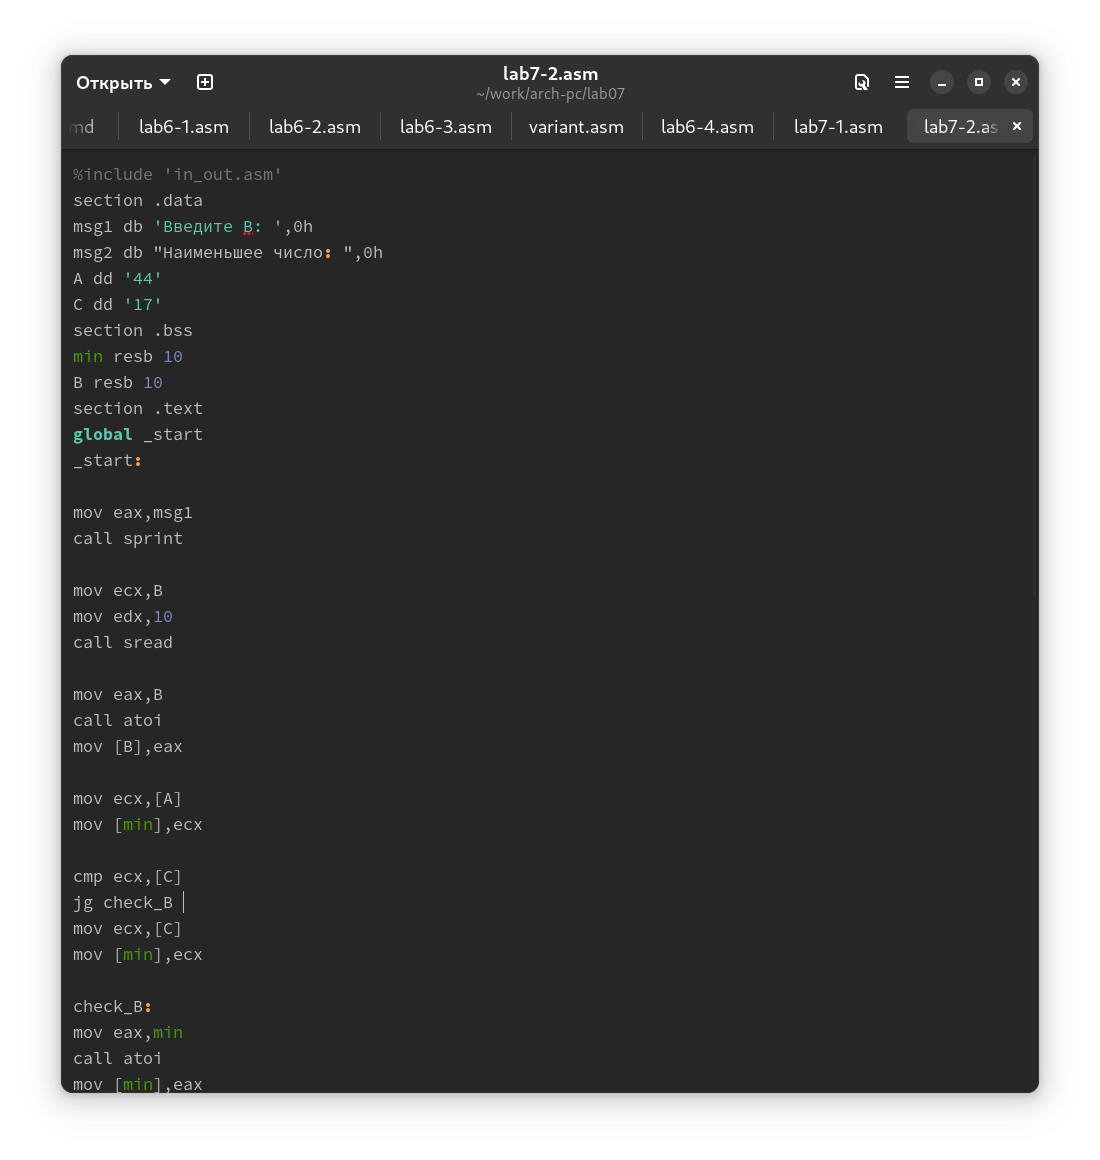 Открыть
lab7-2.asm
~/work/arch-pc/lab07
md lab6-1.asm lab6-2.asm lab6-3.asm variant.asm lab6-4.asm lab7-1.asm lab7-2.as
%include 'in_out.asm'
section .data
msg1 db 'Введите B: ',0h
msg2 db "Наименьшее число: ",0h
A dd '44'
C dd '17'
section .bss
min resb 10
B resb 10
section .text
global _start
_start:
mov eax,msg1
call sprint
mov ecx,B
mov edx,10
call sread
mov eax,B
call atoi
mov [B],eax
mov ecx,[A]
mov [min],ecx
cmp ecx,[C]
jg check_B
mov ecx,[C]
mov [min],ecx
check_B:
mov eax,min
call atoi
mov [min],eax